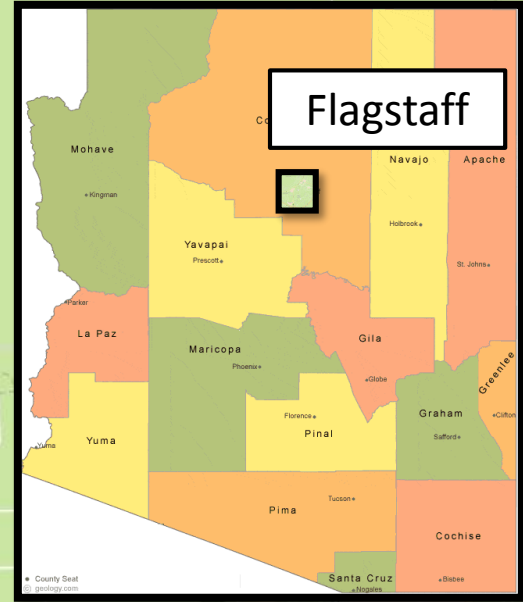 Flagstaff
Co
Mohave
Navajo
Apache
Kingman
Holbrook
Yavapai
Prescott
St. Johns
Parker
La Paz
Maricopa
Gila
Phoenix
Globe
Greenlee
Florence
Graham
Clifton
Yuma
Yuma
Pinal
Safford
Tucson
Pima
Cochise
Santa Cruz
Bisbee
Nogales
County Seat
© geology.com